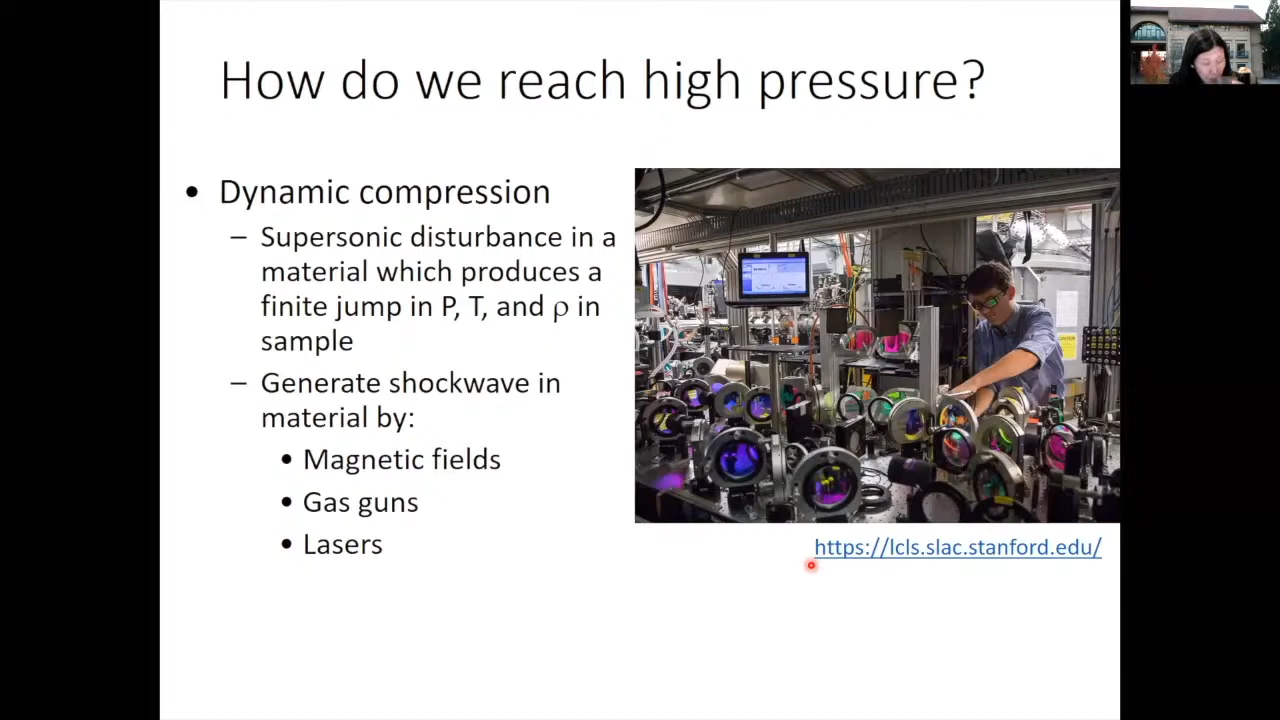 How do we reach high pressure?
• Dynamic compression
– Supersonic disturbance in a
material which produces a
finite jump in P, T, and ρ in
sample
– Generate shockwave in
material by:
• Magnetic fields
• Gas guns
• Lasers
https://lcls.slac.stanford.edu/